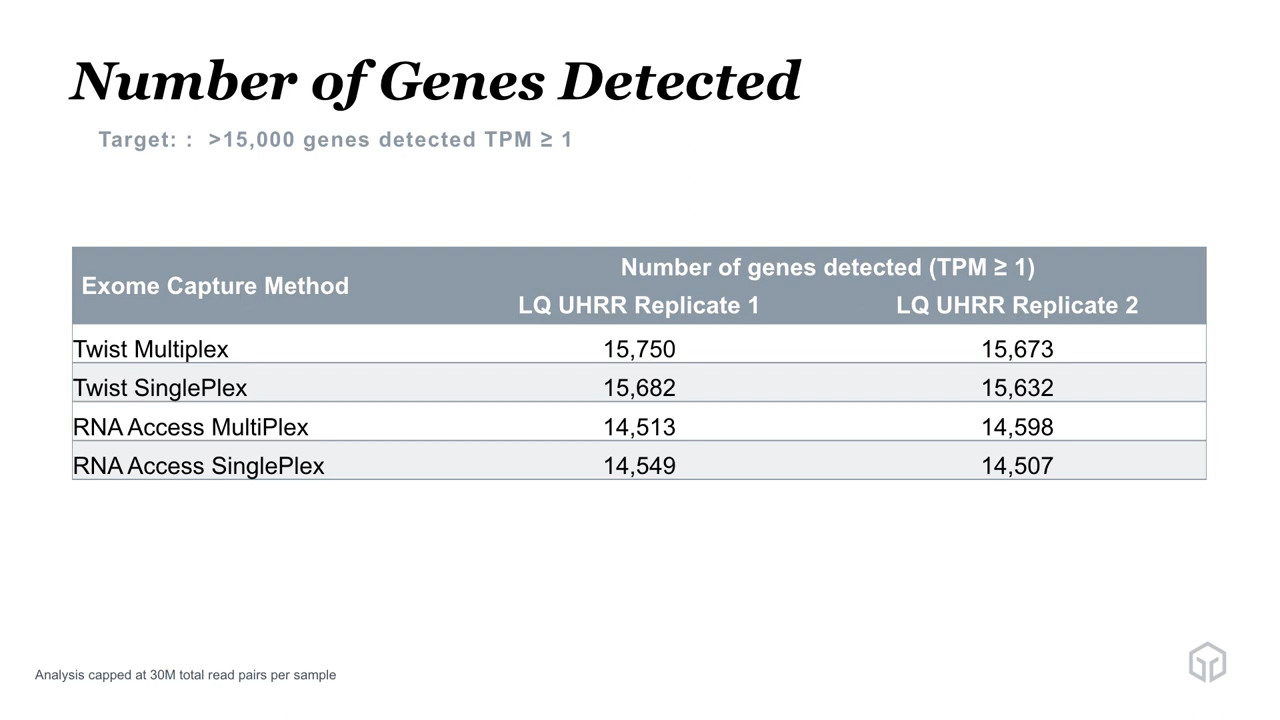 Number of Genes Detected
Target: : >15,000 genes detected TPM ≥ 1
Exome Capture Method
Number of genes detected (TPM ≥ 1)
LQ UHRR Replicate 1 LQ UHRR Replicate 2
Twist Multiplex 15,750 15,673
Twist SinglePlex 15,682 15,632
RNA Access MultiPlex 14,513 14,598
RNA Access SinglePlex 14,549 14,507
Analysis capped at 30M total read pairs per sample